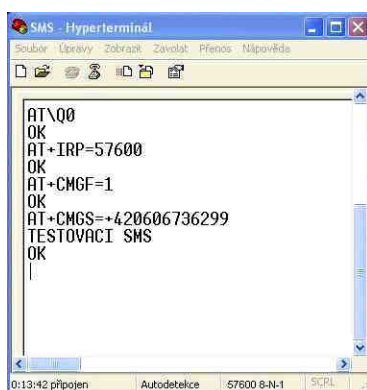 SMS - Hyperterminál
Soubor Úpravy Zobrazit Zavolat Přenos Nápověda
AT\Q0
OK
AT+IRP=57600
OK
AT+CMGF=1
OK
AT+CMGS=+420606736299
TESTOVACI SMS
OK
0:13:42 připojen Autodetekce 57600 8-N-1 SCRL